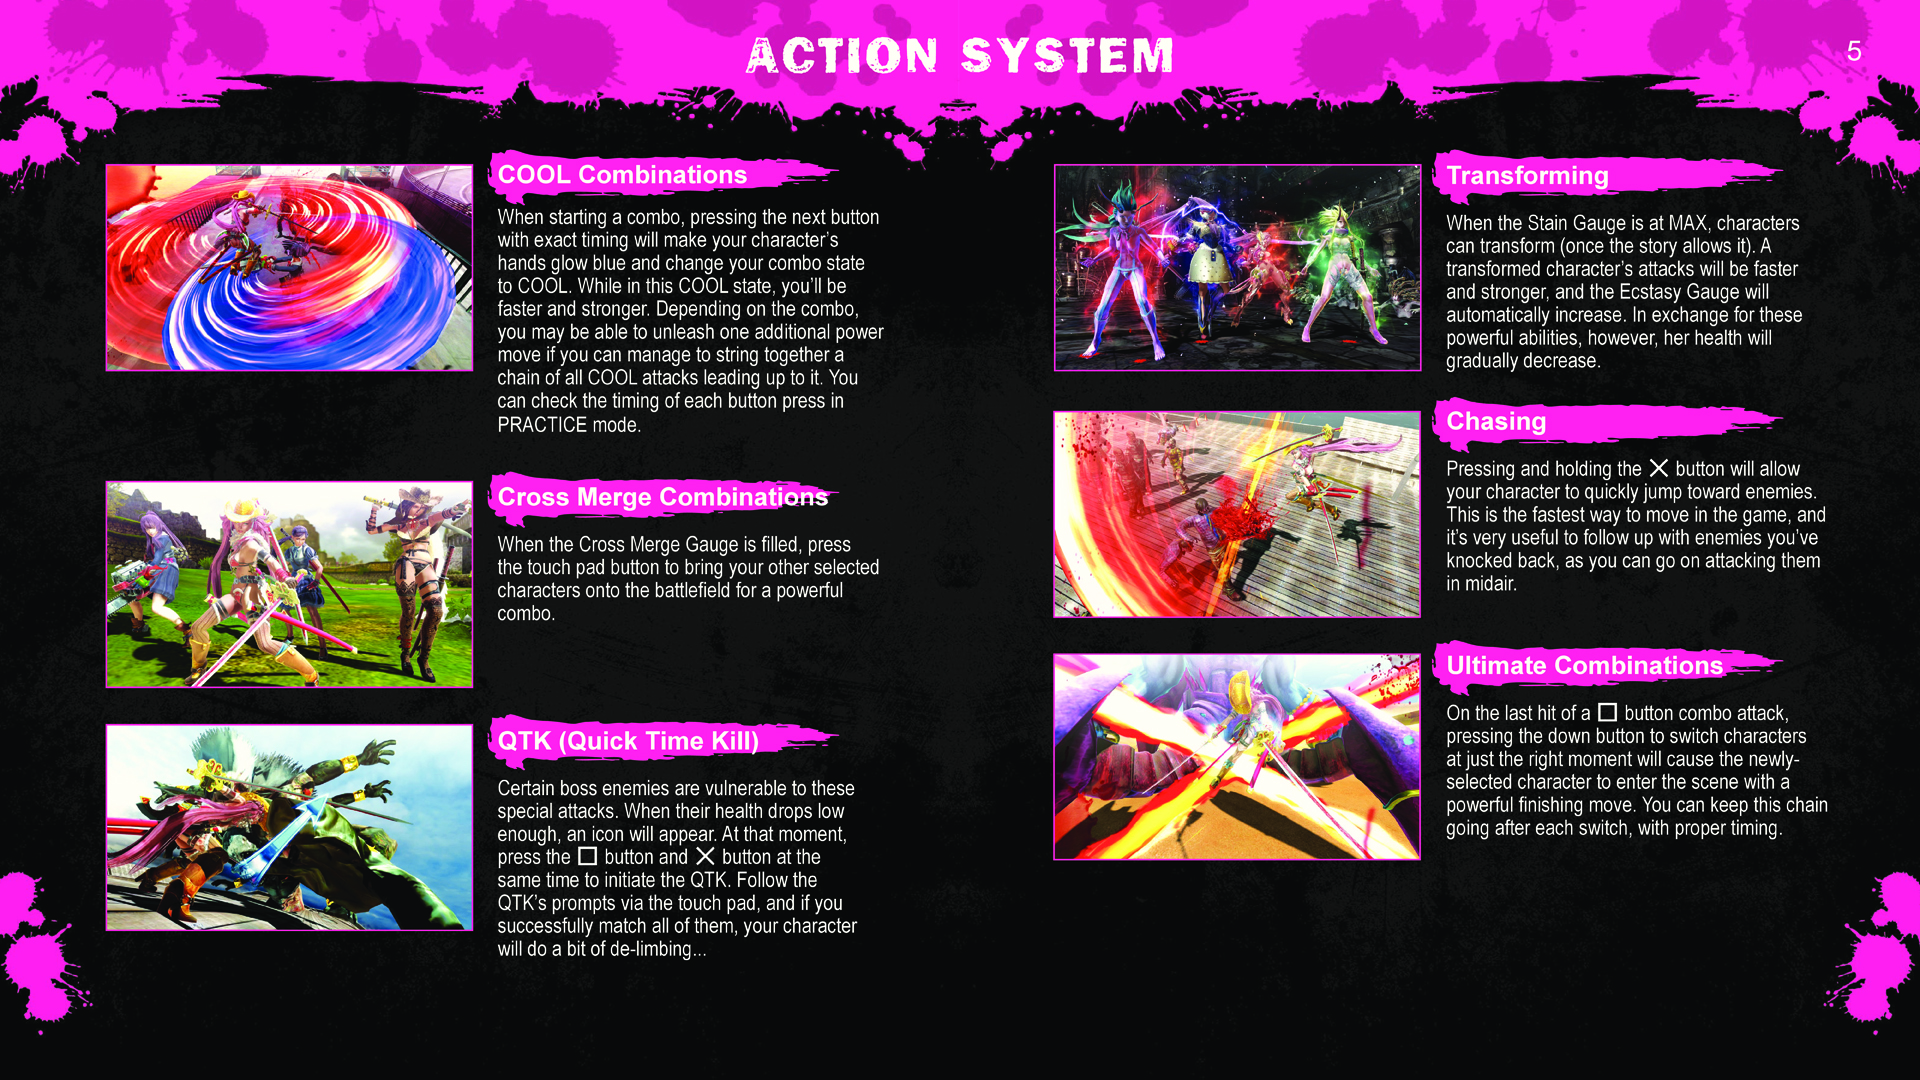 ACTION SYSTEM
5
COOL Combinations
When starting a combo, pressing the next button
with exact timing will make your character's
hands glow blue and change your combo state
to COOL. While in this COOL state, you'll be
faster and stronger. Depending on the combo,
you may be able to unleash one additional power
move if you can manage to string together a
chain of all COOL attacks leading up to it. You
can check the timing of each button press in
PRACTICE mode.
Cross Merge Combinations
When the Cross Merge Gauge is filled, press
the touch pad button to bring your other selected
characters onto the battlefield for a powerful
combo.
QTK (Quick Time Kill)
Certain boss enemies are vulnerable to these
special attacks. When their health drops low
enough, an icon will appear. At that moment,
press the □ button and ✕ button at the
same time to initiate the QTK. Follow the
QTK's prompts via the touch pad, and if you
successfully match all of them, your character
will do a bit of de-limbing...
Transforming
When the Stain Gauge is at MAX, characters
can transform (once the story allows it). A
transformed character's attacks will be faster
and stronger, and the Ecstasy Gauge will
automatically increase. In exchange for these
powerful abilities, however, her health will
gradually decrease.
Chasing
Pressing and holding the ✕ button will allow
your character to quickly jump toward enemies.
This is the fastest way to move in the game, and
it's very useful to follow up with enemies you've
knocked back, as you can go on attacking them
in midair.
Ultimate Combinations
On the last hit of a □ button combo attack,
pressing the down button to switch characters
at just the right moment will cause the newly-
selected character to enter the scene with a
powerful finishing move. You can keep this chain
going after each switch, with proper timing.